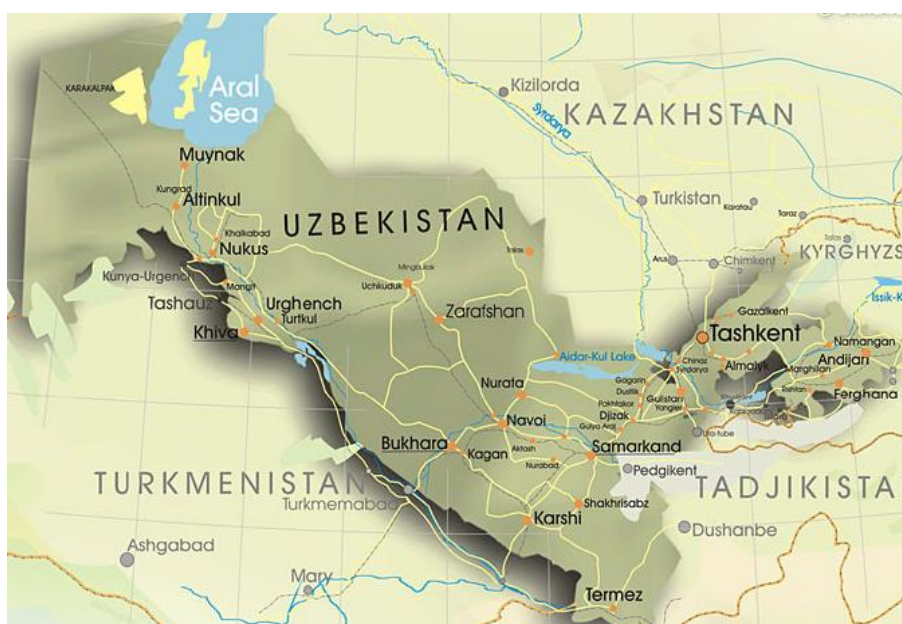 Kizilorda
KARAKALPAK
Aral
Sea
Syrdarya
KAZAKHSTAN
Muynak
Kungrad
Altinkul
Turkistan
Karatau
Taraz
UZBEKISTAN
Khalkabad
Nukus
Talas
KYRGHYZS
Arus
Chimkent
Kunya-Urgench
Mingbulak
Uchkuduk
Mangit
Issik-K
Tashauz
Urghench
Turtkul
Zarafshan
Gazalkent
Khiva
Tashkent
Namangan
Aidar-Kul Lake
Chinaz
Syrdarya
Almalyk
Andijan
Marghilan
Gagarin
Nurata
Dustlik
Rishtan
Ferghana
Pakhtakor
Gulistan
Yangier
Djizak
Navoi
Gulya Aral
Ura-tube
Bukhara
Kagan
Aktash
Samarkand
Nurabad
Pedgikent
TURKMENISTAN
TADJIKISTA
Turkmemabad
Shakhrisabz
Karshi
Dushanbe
Ashgabad
Mary
Termez